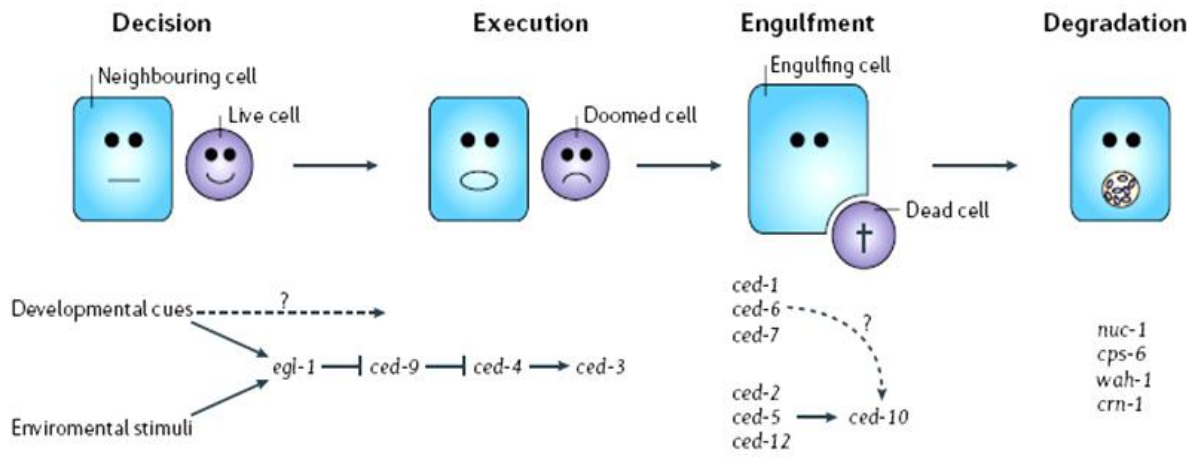 Decision
Execution
Engulfment
Degradation
Neighbouring cell
Live cell
Doomed cell
Engulfing cell
Dead cell
Developmental cues
?
egl-1
ced-9
ced-4
ced-3
Enviromental stimuli
ced-1
ced-6
ced-7
?
ced-2
ced-5
ced-12
ced-10
nuc-1
cps-6
wah-1
crn-1